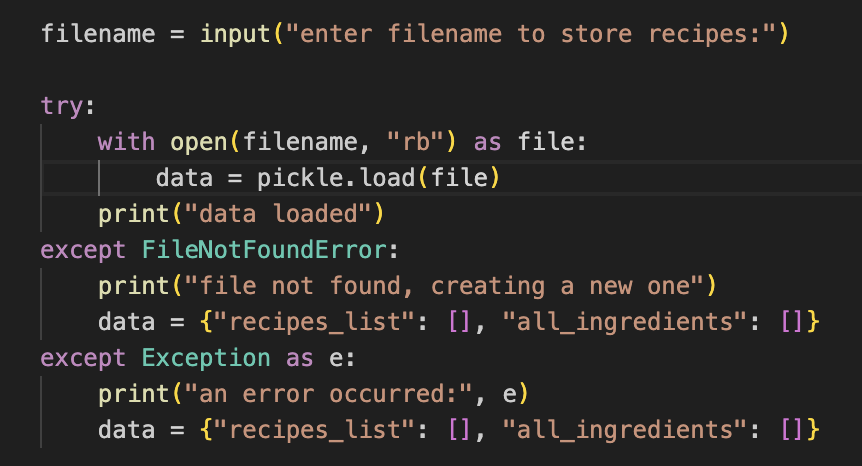 filename = input("enter filename to store recipes:")
try:
with open(filename, "rb") as file:
data = pickle.load(file)
print("data loaded")
except FileNotFoundError:
print("file not found, creating a new one")
data = {"recipes_list": [], "all_ingredients": []}
except Exception as e:
print("an error occurred:", e)
data = {"recipes_list": [], "all_ingredients": []}